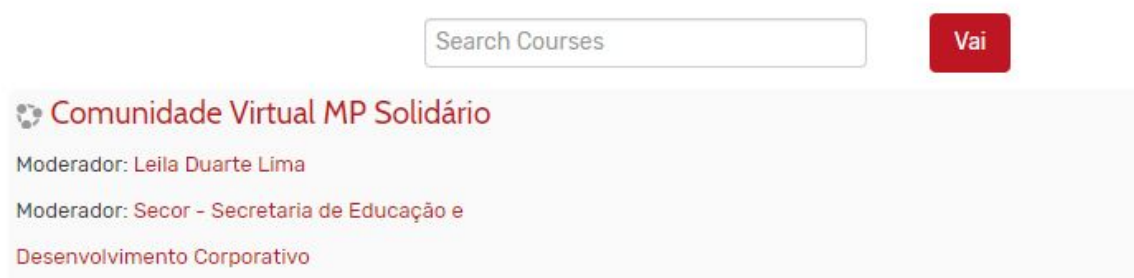 Search Courses Vai
Comunidade Virtual MP Solidário
Moderador: Leila Duarte Lima
Moderador: Secor - Secretaria de Educação e
Desenvolvimento Corporativo